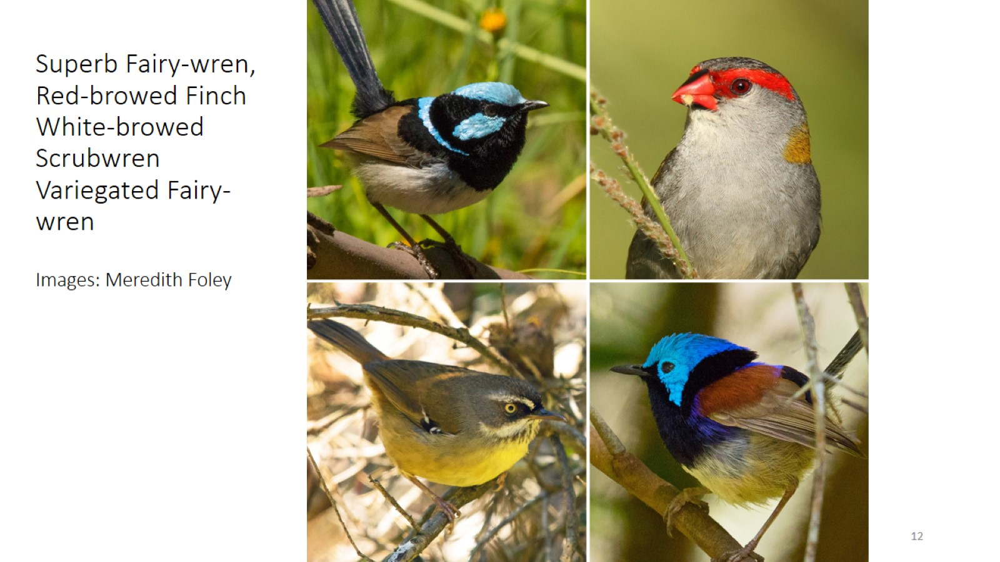 Superb Fairy-wren,
Red-browed Finch
White-browed
Scrubwren
Variegated Fairy-
wren
Images: Meredith Foley
12